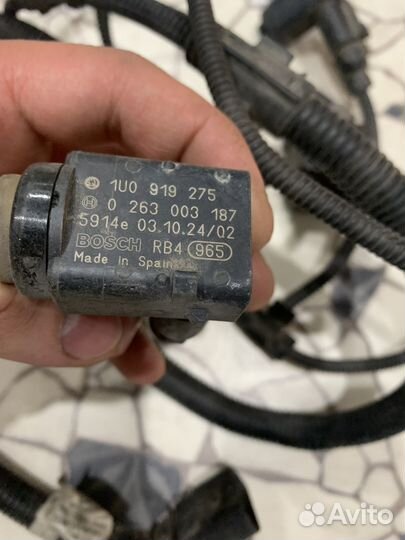 1U0 919 275
0 263 003 187
5914e 03.10.24/02
BOSCH RB4 965
Made in Spain
Avito